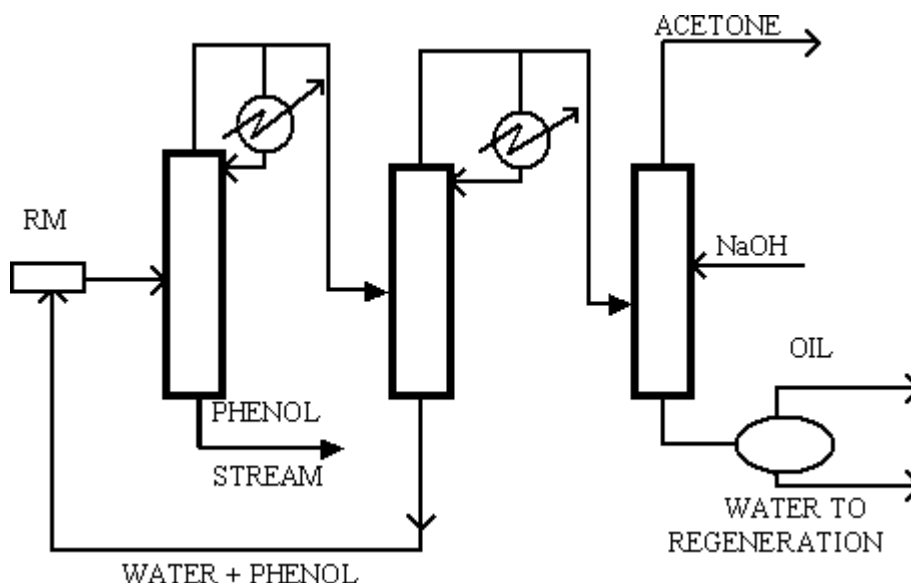 ACETONE
RM
NaOH
OIL
PHENOL
STREAM
WATER TO
REGENERATION
WATER + PHENOL